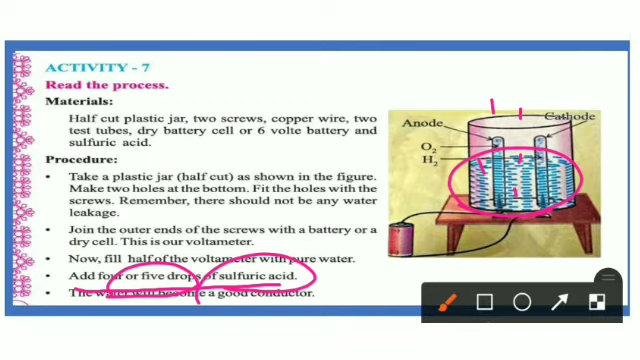 ACTIVITY - 7
Read the process.
Materials:
Half cut plastic jar, two screws, copper wire, two
test tubes, dry battery cell or 6 volte battery and
sulfuric acid.
Procedure:
• Take a plastic jar (half cut) as shown in the figure.
Make two holes at the bottom. Fit the holes with the
screws. Remember, there should not be any water
leakage.
• Join the outer ends of the screws with a battery or a
dry cell. This is our voltameter.
• Now, fill half of the voltameter with pure water.
• Add four or five drops of sulfuric acid.
• The water will become a good conductor.
Anode
Cathode
O₂
H₂